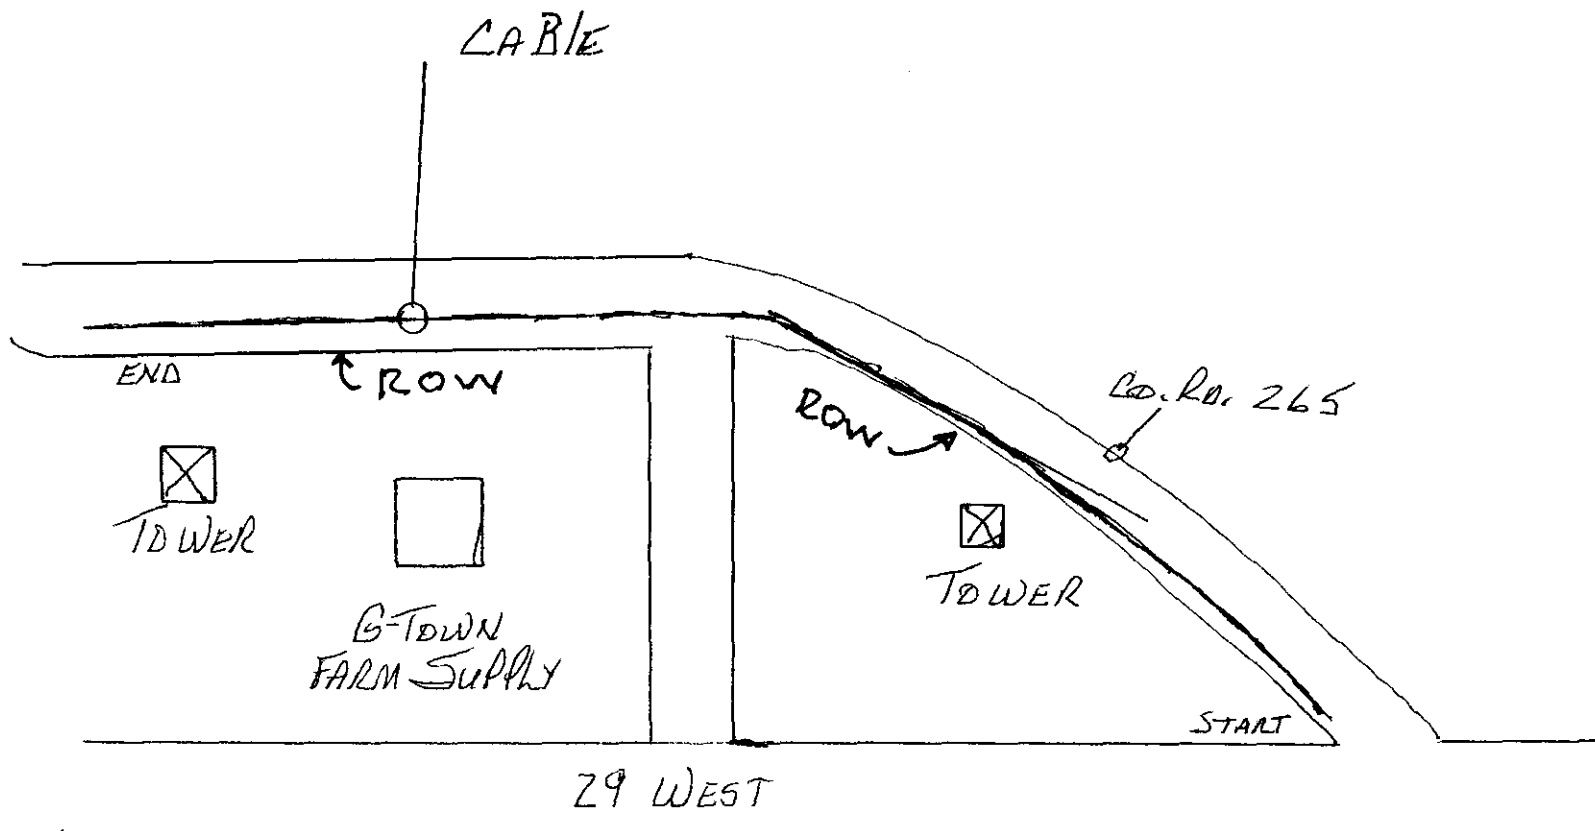 CABLE
END
ROW
ROW
CO. RD. 265
TOWER
TOWER
G-TOWN
FARM SUPPLY
START
29 WEST